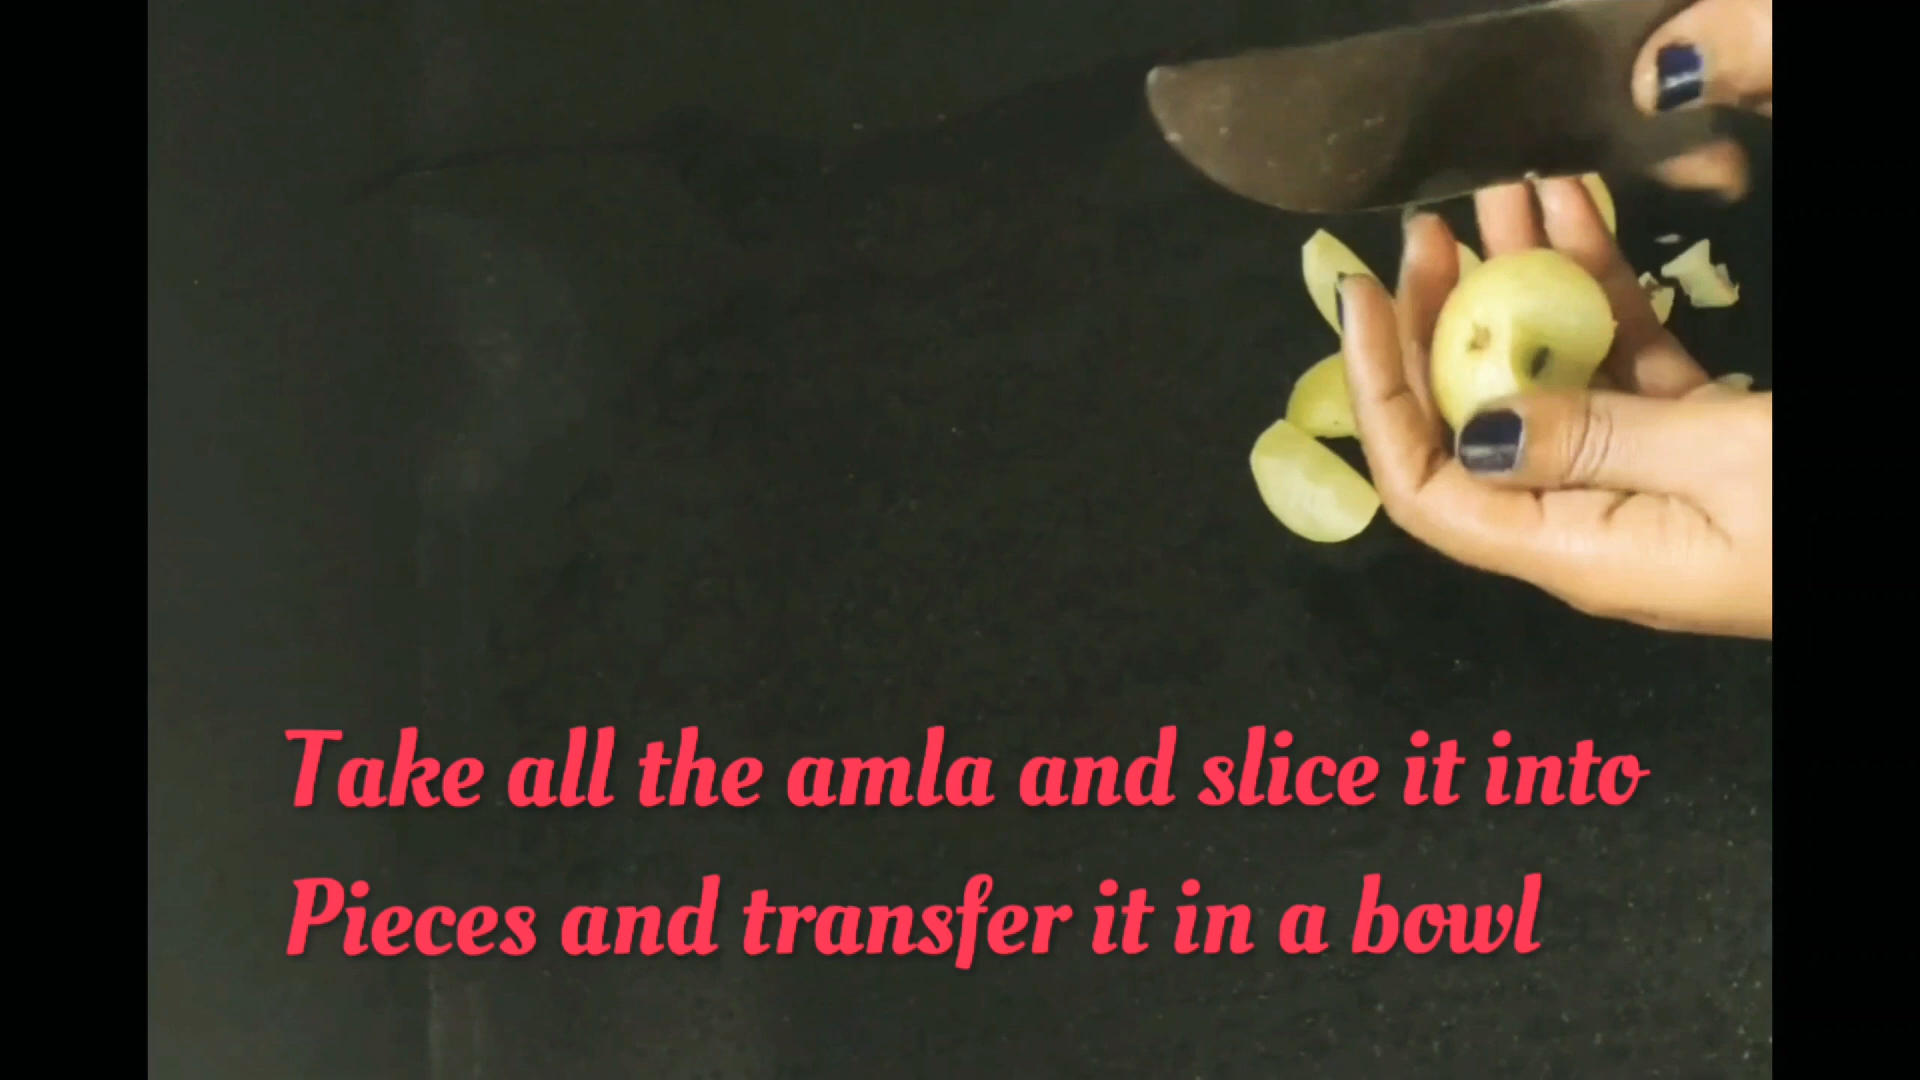 Take all the amla and slice it into
Pieces and transfer it in a bowl